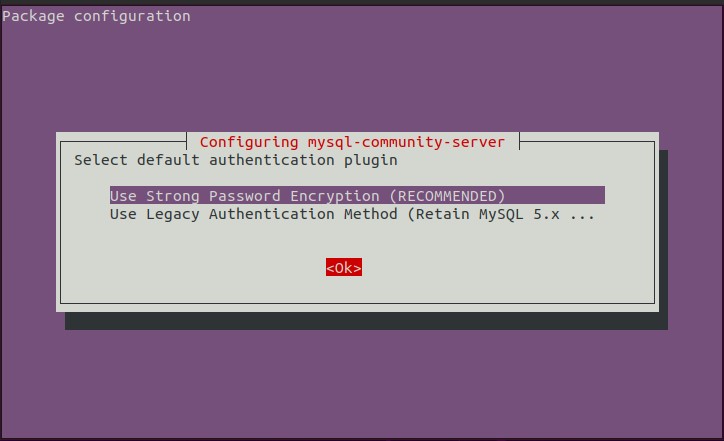 Package configuration
Configuring mysql-community-server
Select default authentication plugin
Use Strong Password Encryption (RECOMMENDED)
Use Legacy Authentication Method (Retain MySQL 5.x ...
<Ok>